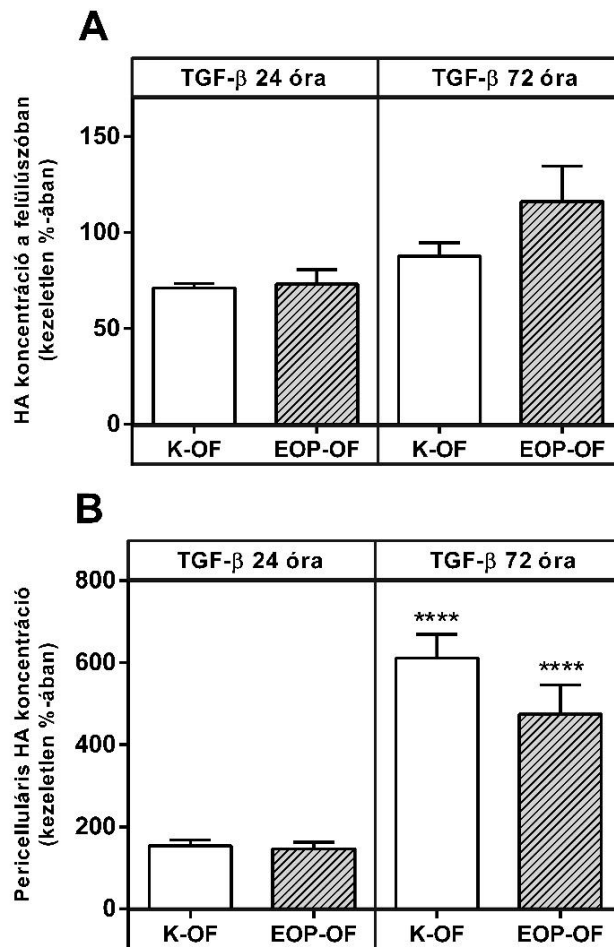 A
TGF-β 24 óra
TGF-β 72 óra
HA koncentráció a felülúszóban
(kezeletlen %-ában)
150
100
50
0
K-OF
EOP-OF
K-OF
EOP-OF
B
TGF-β 24 óra
TGF-β 72 óra
Pericelluláris HA koncentráció
(kezeletlen %-ában)
800
600
400
200
0
****
****
K-OF
EOP-OF
K-OF
EOP-OF